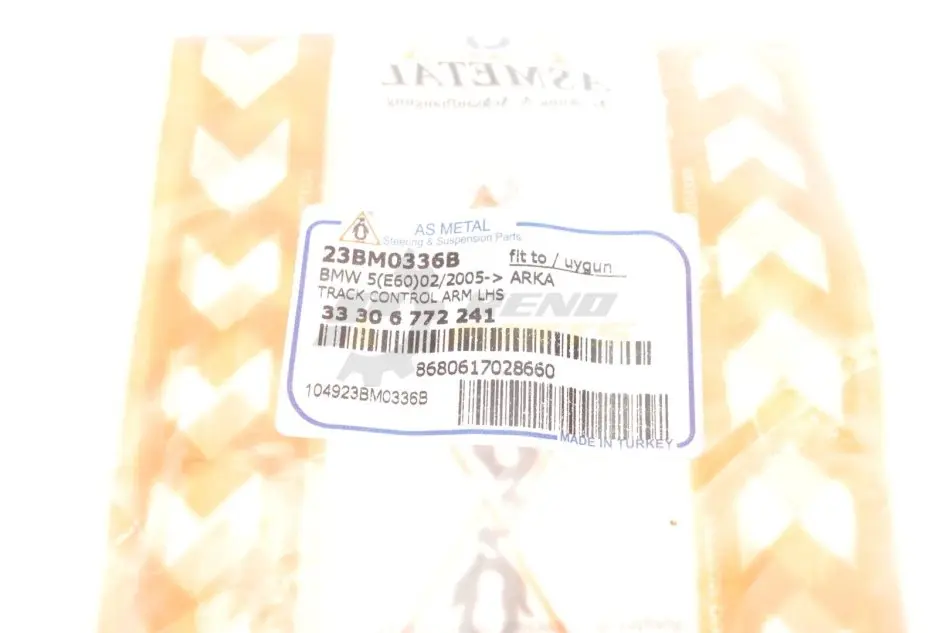 ASMETAL
AS METAL
Steering & Suspension Parts
23BM0336B fit to / uygun
BMW 5(E60)02/2005-> ARKA
TRACK CONTROL ARM LHS
33 30 6 772 241
8680617028660
104923BM0336B
MADE IN TURKEY